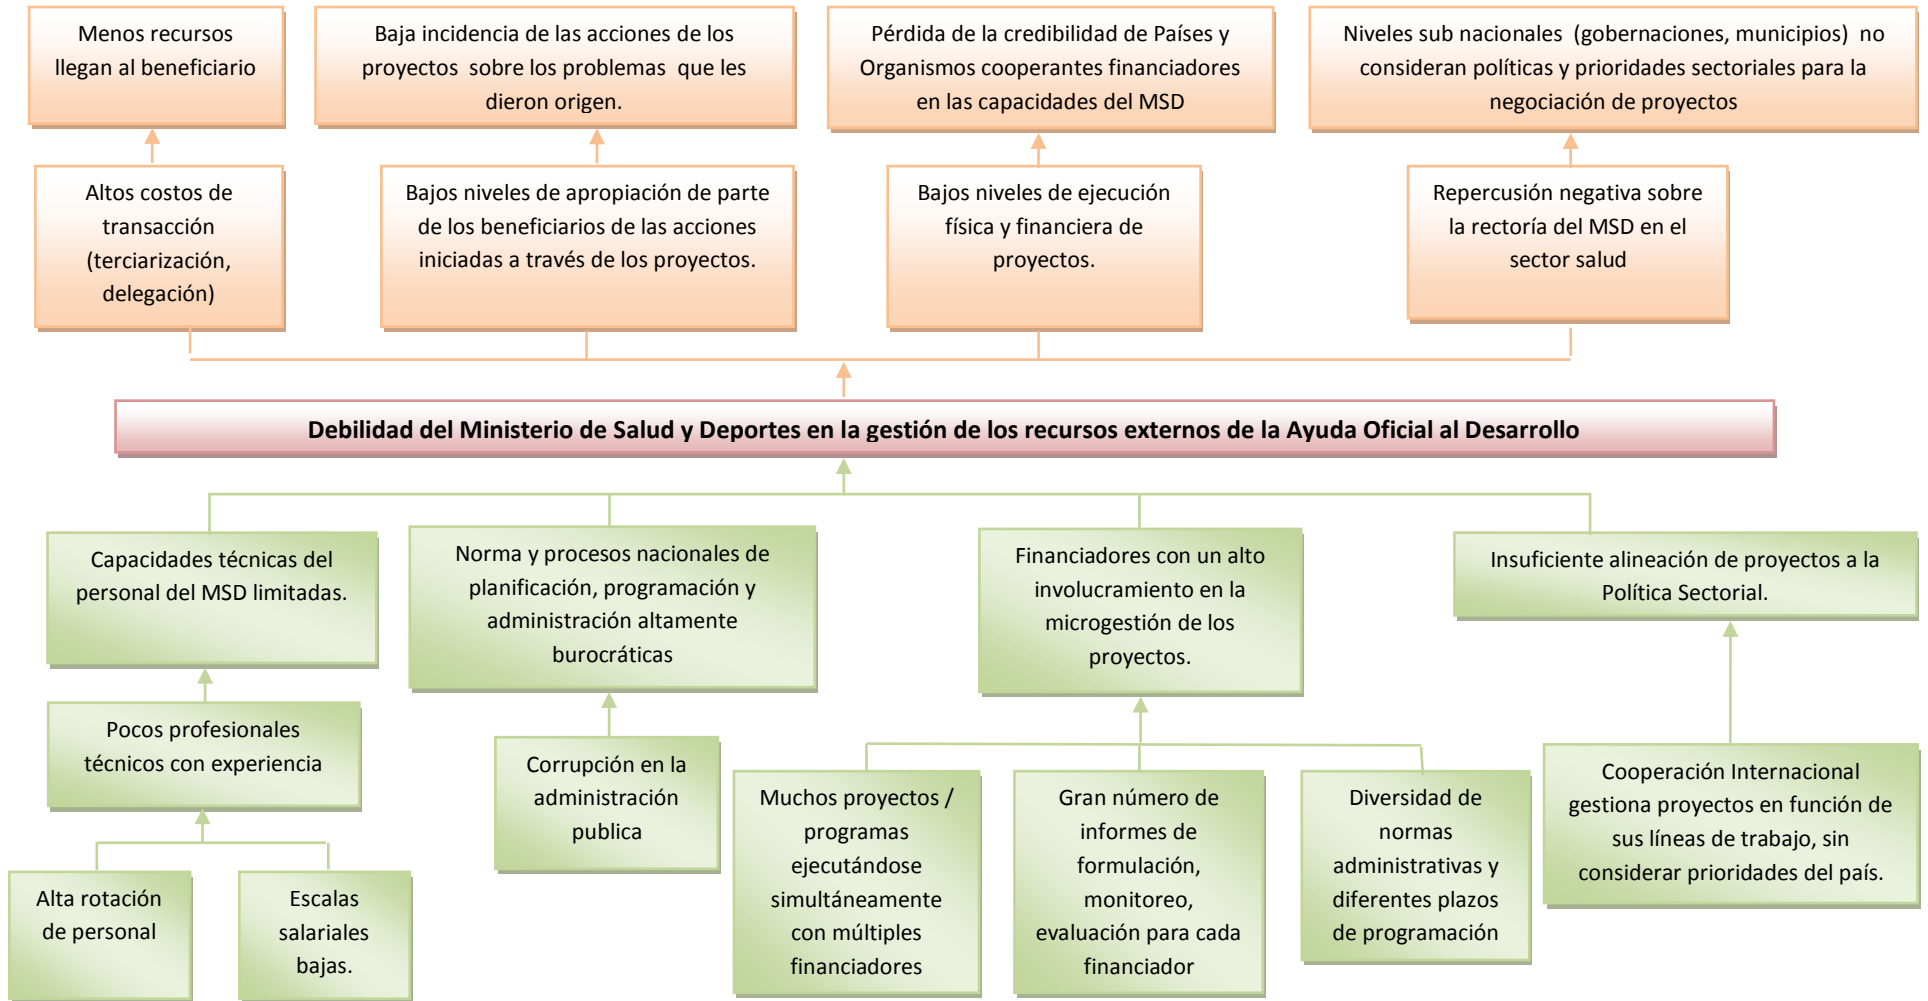 Menos recursos
llegan al beneficiario
Baja incidencia de las acciones de los
proyectos sobre los problemas que les
dieron origen.
Pérdida de la credibilidad de Países y
Organismos cooperantes financiadores
en las capacidades del MSD
Niveles sub nacionales (gobernaciones, municipios) no
consideran políticas y prioridades sectoriales para la
negociación de proyectos
Altos costos de
transacción
(terciarización,
delegación)
Bajos niveles de apropiación de parte
de los beneficiarios de las acciones
iniciadas a través de los proyectos.
Bajos niveles de ejecución
física y financiera de
proyectos.
Repercusión negativa sobre
la rectoría del MSD en el
sector salud
Debilidad del Ministerio de Salud y Deportes en la gestión de los recursos externos de la Ayuda Oficial al Desarrollo
Capacidades técnicas del
personal del MSD limitadas.
Norma y procesos nacionales de
planificación, programación y
administración altamente
burocráticas
Financiadores con un alto
involucramiento en la
microgestión de los
proyectos.
Insuficiente alineación de proyectos a la
Política Sectorial.
Pocos profesionales
técnicos con experiencia
Corrupción en la
administración
publica
Muchos proyectos /
programas
ejecutándose
simultáneamente
con múltiples
financiadores
Gran número de
informes de
formulación,
monitoreo,
evaluación para cada
financiador
Diversidad de
normas
administrativas y
diferentes plazos
de programación
Cooperación Internacional
gestiona proyectos en función de
sus líneas de trabajo, sin
considerar prioridades del país.
Alta rotación
de personal
Escalas
salariales
bajas.